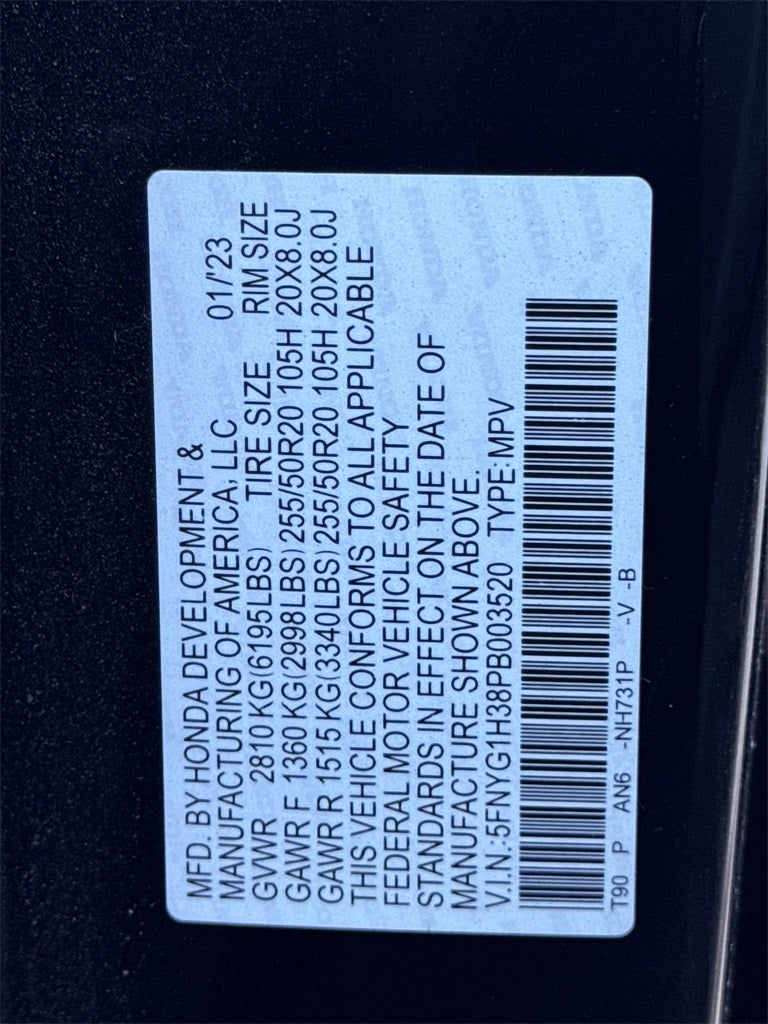 MFD. BY HONDA DEVELOPMENT &
MANUFACTURING OF AMERICA, LLC 01/'23
GVWR 2810 KG(6195LBS) TIRE SIZE RIM SIZE
GAWR F 1360 KG(2998LBS) 255/50R20 105H 20X8.0J
GAWR R 1515 KG(3340LBS) 255/50R20 105H 20X8.0J
THIS VEHICLE CONFORMS TO ALL APPLICABLE
FEDERAL MOTOR VEHICLE SAFETY
STANDARDS IN EFFECT ON THE DATE OF
MANUFACTURE SHOWN ABOVE.
V.I.N.:5FNYG1H38PB003520 TYPE:MPV
T90 P AN6 -NH731P -V -B